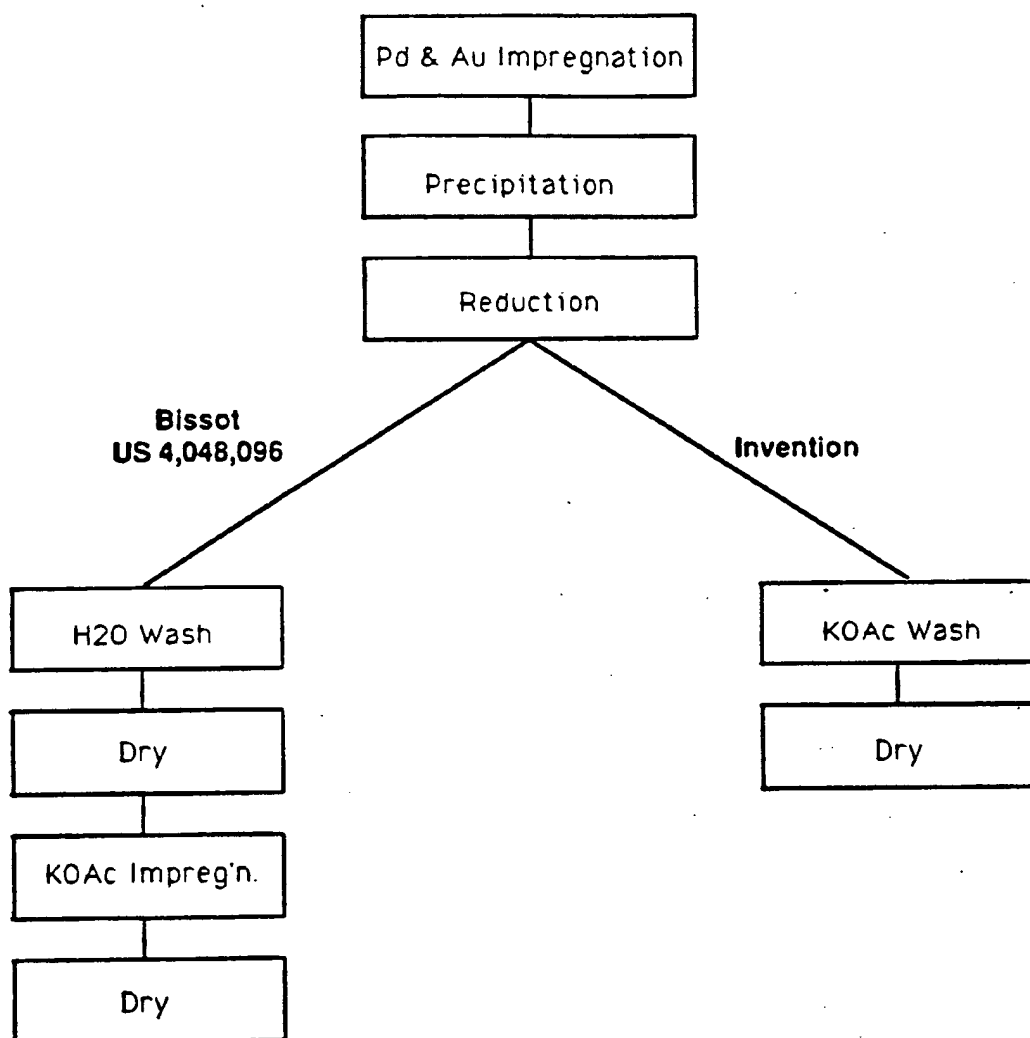 Pd & Au Impregnation
Precipitation
Reduction
Bissot
US 4,048,096
Invention
H2O Wash
Dry
KOAc Impreg'n.
Dry
KOAc Wash
Dry